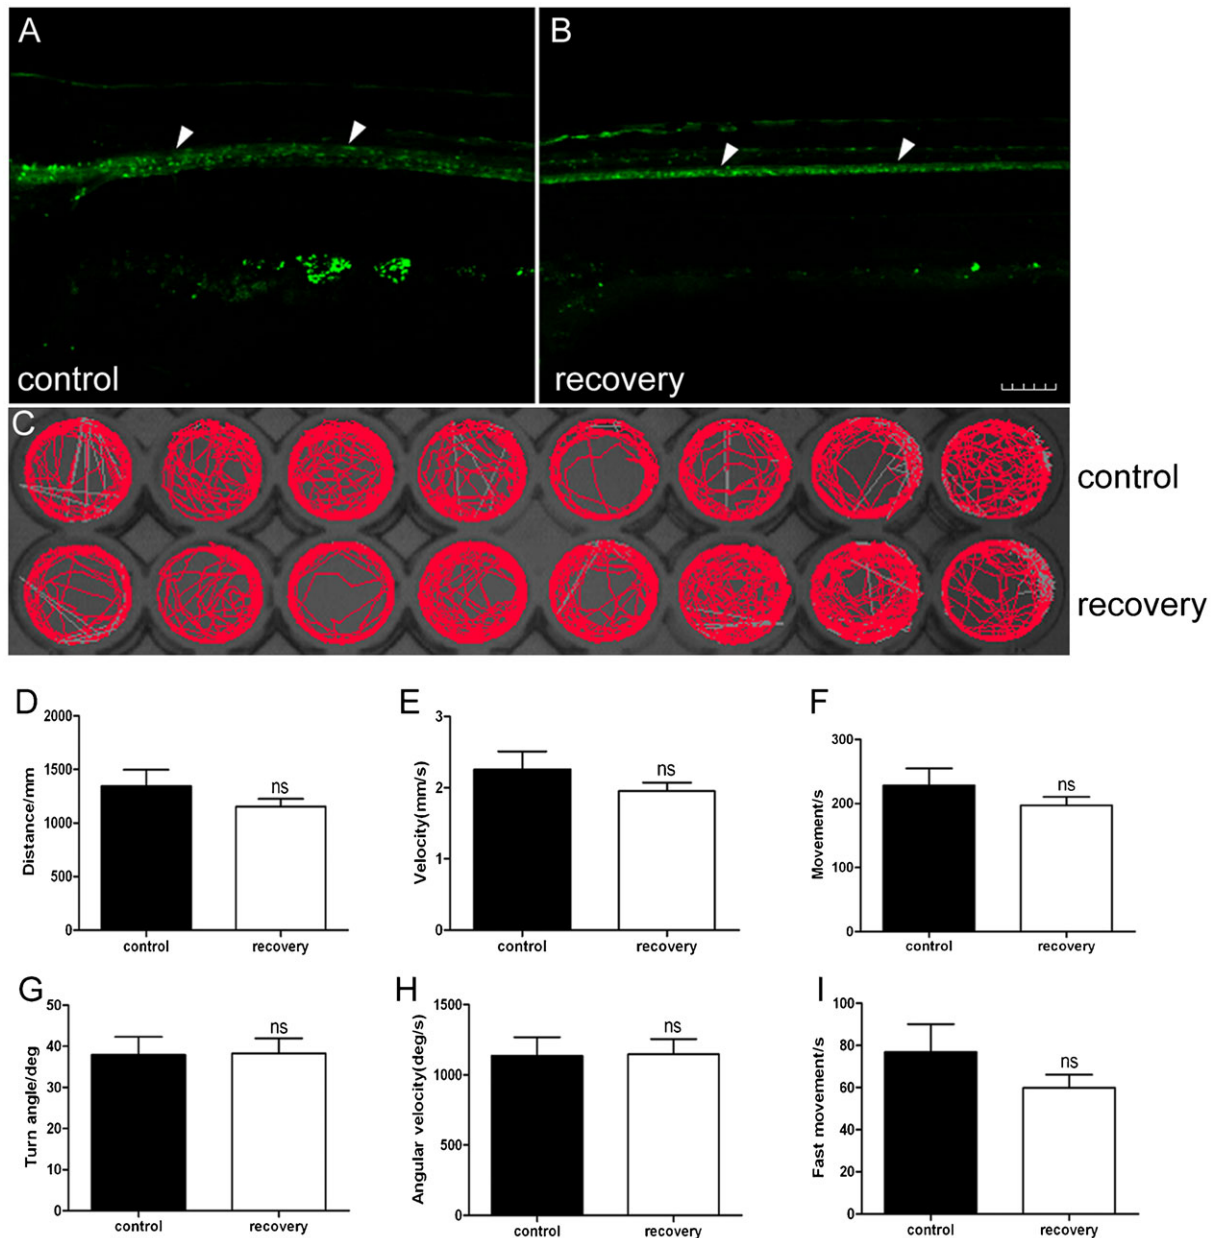 A
B
control
recovery
C
control
recovery
D
2000
1500
1000
500
0
Distance/mm
ns
control
recovery
E
3
2
1
0
Velocity(mm/s)
ns
control
recovery
F
300
200
100
0
Movement/s
ns
control
recovery
G
50
40
30
20
10
0
Turn angle/deg
ns
control
recovery
H
1500
1000
500
0
Angular velocity(deg/s)
ns
control
recovery
I
100
80
60
40
20
0
Fast movement/s
ns
control
recovery